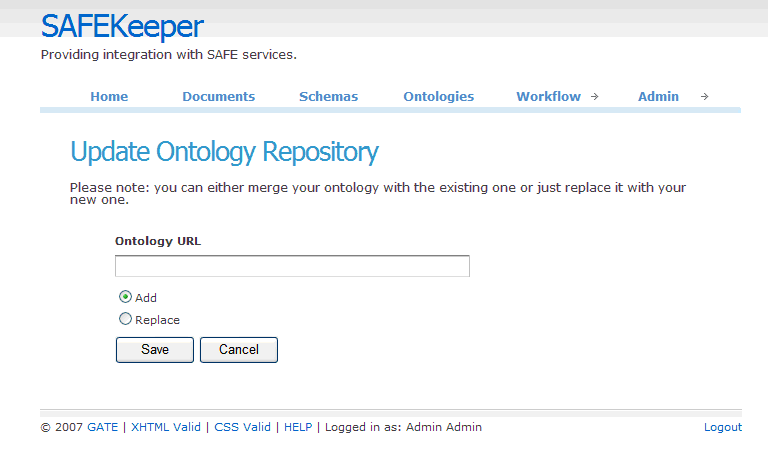 SAFEKeeper
Providing integration with SAFE services.
Home Documents Schemas Ontologies Workflow → Admin →
Update Ontology Repository
Please note: you can either merge your ontology with the existing one or just replace it with your
new one.
Ontology URL
Add
Replace
Save Cancel
© 2007 GATE | XHTML Valid | CSS Valid | HELP | Logged in as: Admin Admin Logout